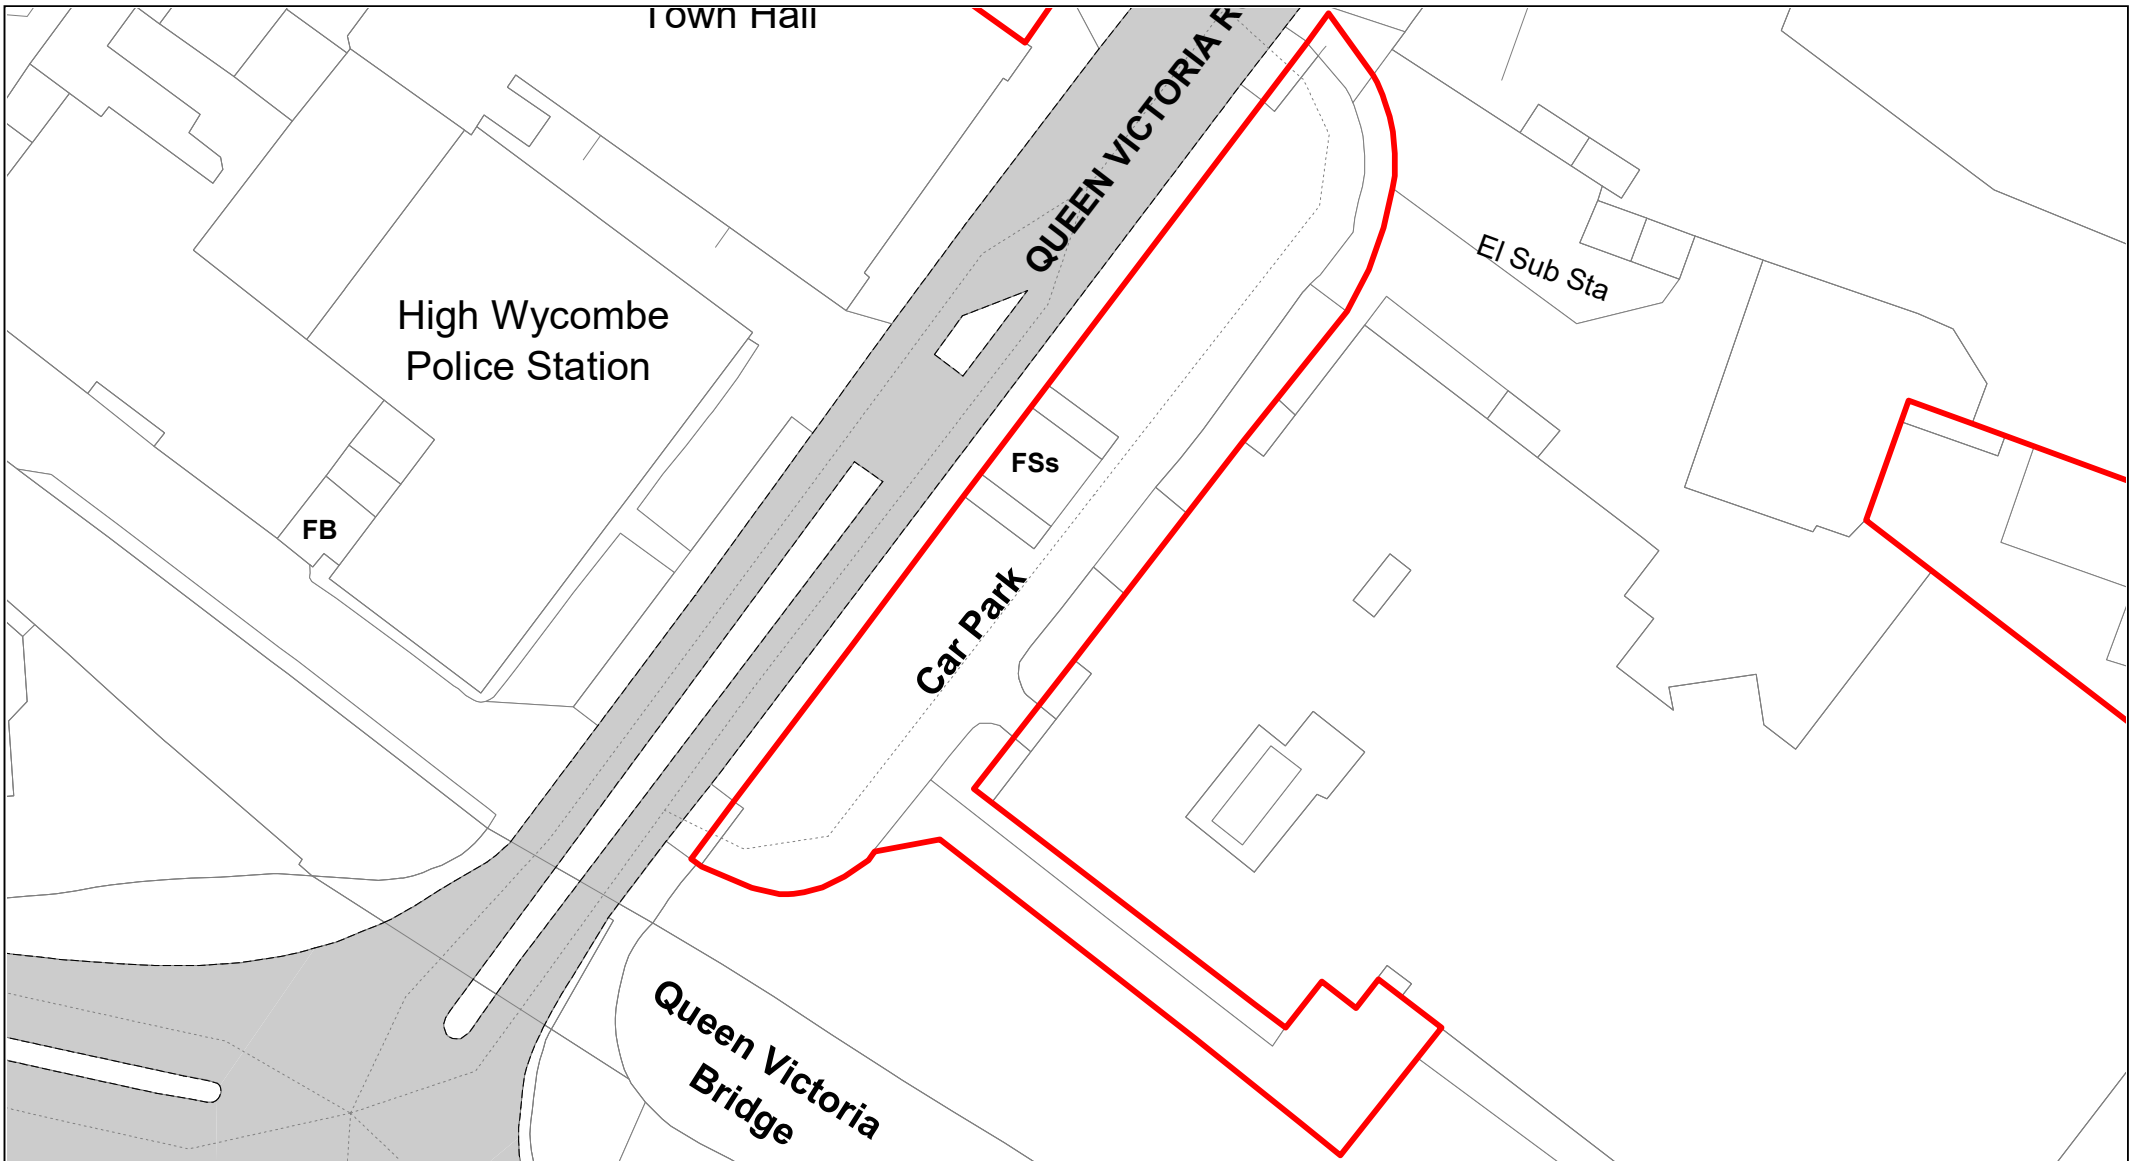 Town Hall
QUEEN VICTORIA R
El Sub Sta
High Wycombe
Police Station
FSs
FB
Car Park
Queen Victoria
Bridge